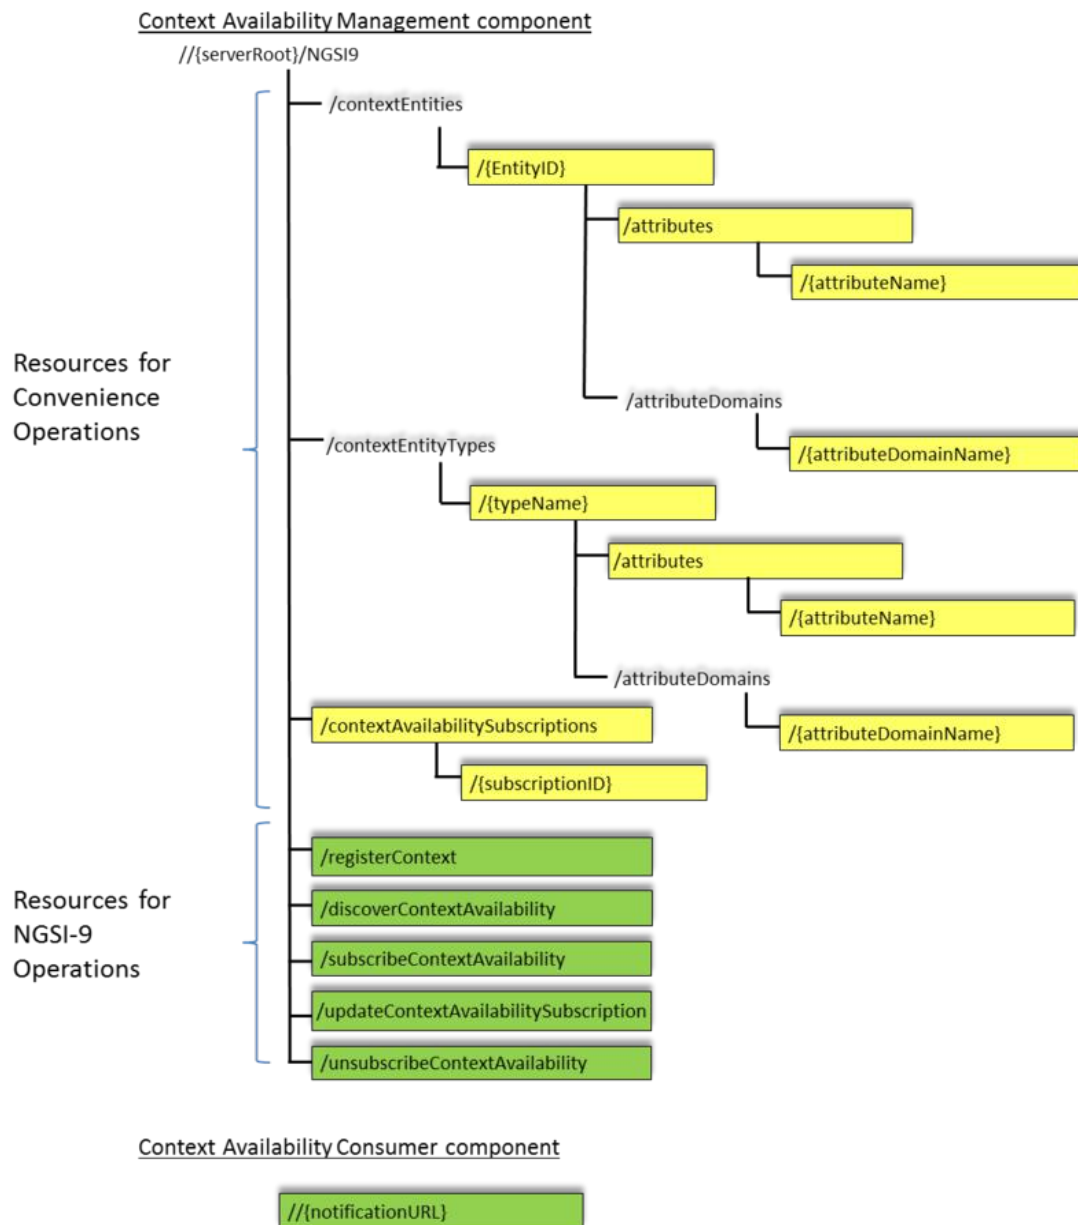 Context Availability Management component
//{serverRoot}/NGSI9
/contextEntities
/{EntityID}
/attributes
/{attributeName}
Resources for
Convenience
Operations
/attributeDomains
/{attributeDomainName}
/contextEntityTypes
/{typeName}
/attributes
/{attributeName}
/attributeDomains
/{attributeDomainName}
/contextAvailabilitySubscriptions
/{subscriptionID}
Resources for
NGSI-9
Operations
/registerContext
/discoverContextAvailability
/subscribeContextAvailability
/updateContextAvailabilitySubscription
/unsubscribeContextAvailability
Context Availability Consumer component
//{notificationURL}